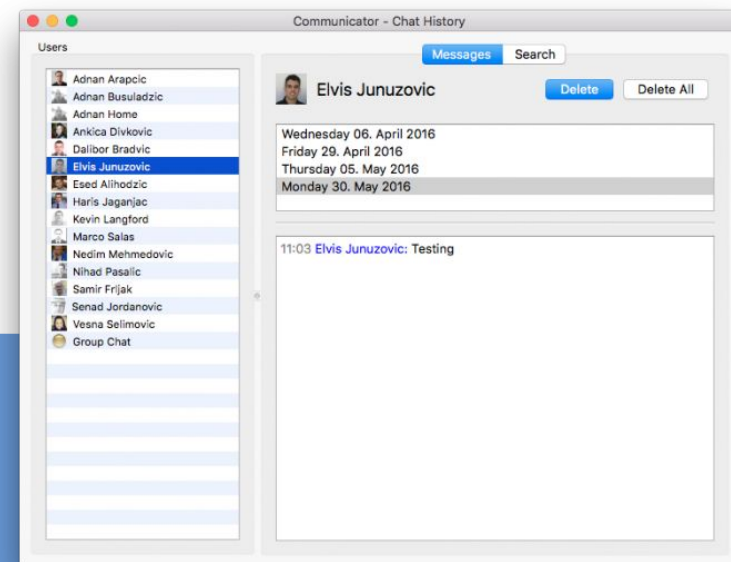 Communicator - Chat History
Users
Adnan Arapcic
Adnan Busuladzic
Adnan Home
Ankica Divkovic
Dalibor Bradvic
Elvis Junuzovic
Esed Alihodzic
Haris Jaganjac
Kevin Langford
Marco Salas
Nedim Mehmedovic
Nihad Pasalic
Samir Frljak
Senad Jordanovic
Vesna Selimovic
Group Chat
Messages Search
Elvis Junuzovic
Delete Delete All
Wednesday 06. April 2016
Friday 29. April 2016
Thursday 05. May 2016
Monday 30. May 2016
11:03 Elvis Junuzovic: Testing